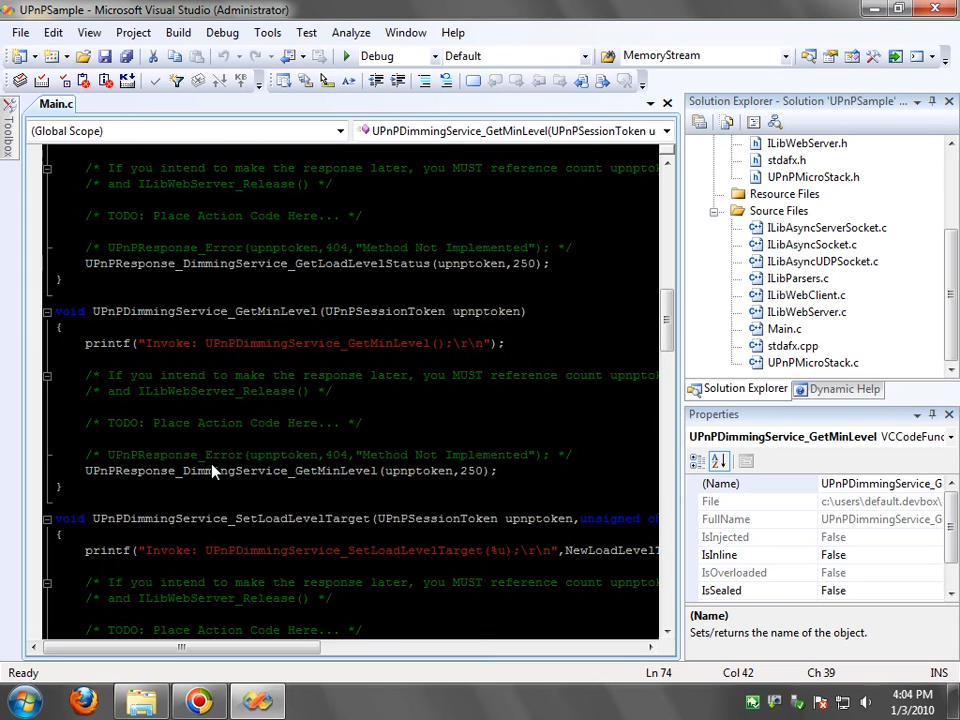 UPnPSample - Microsoft Visual Studio (Administrator)
File Edit View Project Build Debug Tools Test Analyze Window Help
Debug Default MemoryStream
Main.c
Solution Explorer - Solution 'UPnPSample' ...
Toolbox
(Global Scope) UPnPDimmingService_GetMinLevel(UPnPSessionToken u
ILibWebServer.h
stdafx.h
UPnPMicroStack.h
Resource Files
Source Files
ILibAsyncServerSocket.c
ILibAsyncSocket.c
ILibAsyncUDPSocket.c
ILibParsers.c
ILibWebClient.c
ILibWebServer.c
Main.c
stdafx.cpp
UPnPMicroStack.c
/* If you intend to make the response later, you MUST reference count upnptok
/* and ILibWebServer_Release() */
/* TODO: Place Action Code Here... */
/* UPnPResponse_Error(upnptoken,404,"Method Not Implemented"); */
UPnPResponse_DimmingService_GetLoadLevelStatus(upnptoken,250);
}
void UPnPDimmingService_GetMinLevel(UPnPSessionToken upnptoken)
{
printf("Invoke: UPnPDimmingService_GetMinLevel();\r\n");
/* If you intend to make the response later, you MUST reference count upnptok
/* and ILibWebServer_Release() */
/* TODO: Place Action Code Here... */
/* UPnPResponse_Error(upnptoken,404,"Method Not Implemented"); */
UPnPResponse_DimmingService_GetMinLevel(upnptoken,250);
}
void UPnPDimmingService_SetLoadLevelTarget(UPnPSessionToken upnptoken,unsigned ch
{
printf("Invoke: UPnPDimmingService_SetLoadLevelTarget(%u);\r\n",NewLoadLevelT
/* If you intend to make the response later, you MUST reference count upnptok
/* and ILibWebServer_Release() */
/* TODO: Place Action Code Here... */
Solution Explorer Dynamic Help
Properties
UPnPDimmingService_GetMinLevel VCCodeFunc
(Name) UPnPDimmingService_G
File c:\users\default.devbox\
FullName UPnPDimmingService_G
IsInjected False
IsInline False
IsOverloaded False
IsSealed False
(Name)
Sets/returns the name of the object.
Ready Ln 74 Col 42 Ch 39 INS
4:04 PM
1/3/2010